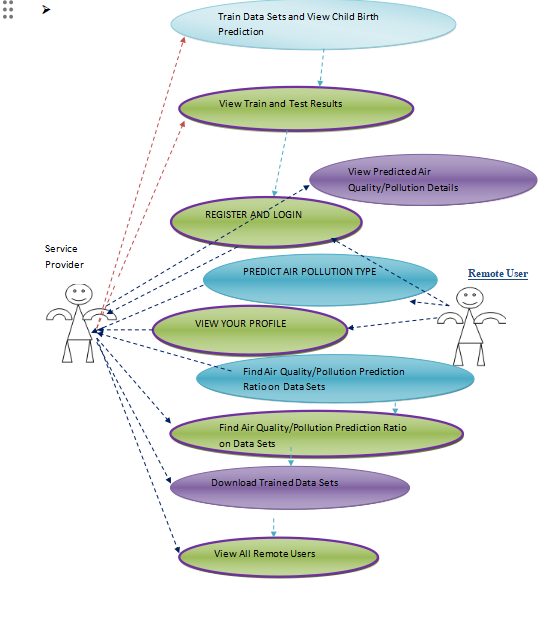 Train Data Sets and View Child Birth
Prediction
View Train and Test Results
View Predicted Air
Quality/Pollution Details
REGISTER AND LOGIN
Service
Provider
PREDICT AIR POLLUTION TYPE
Remote User
VIEW YOUR PROFILE
Find Air Quality/Pollution Prediction
Ratio on Data Sets
Find Air Quality/Pollution Prediction Ratio
on Data Sets
Download Trained Data Sets
View All Remote Users